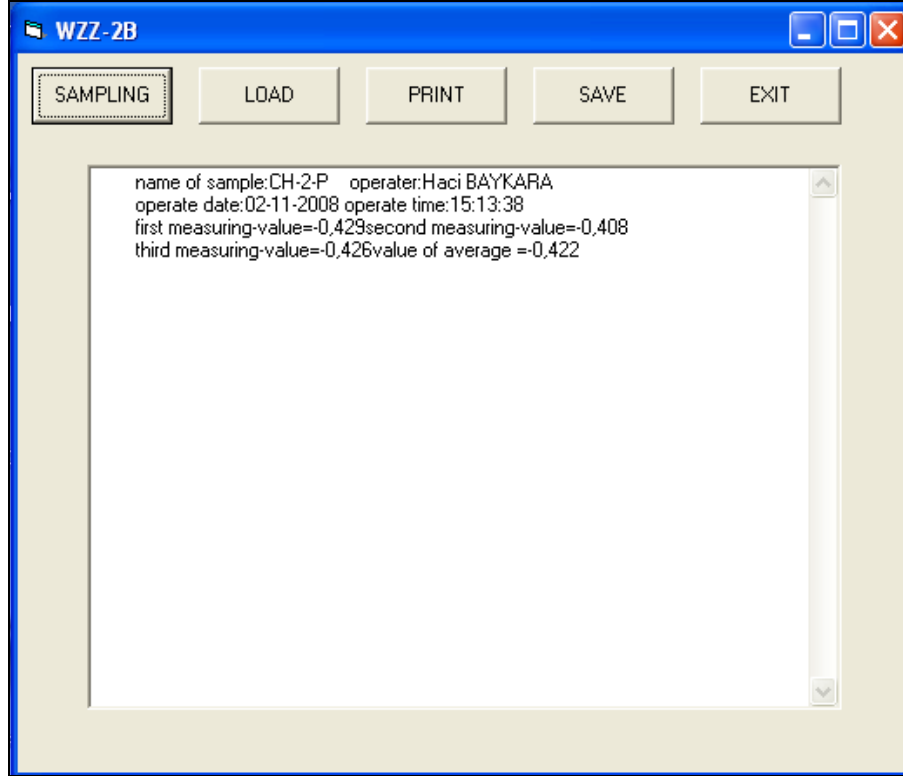 WZZ-2B
SAMPLING LOAD PRINT SAVE EXIT
name of sample:CH-2-P operater:Haci BAYKARA
operate date:02-11-2008 operate time:15:13:38
first measuring-value=-0,429second measuring-value=-0,408
third measuring-value=-0,426value of average =-0,422